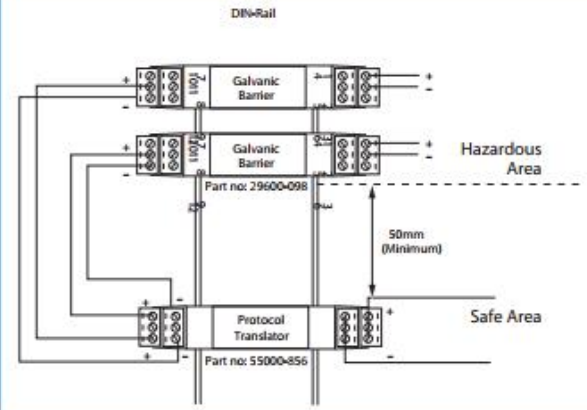 DIN-Rail
+
-
Galvanic
Barrier
+
-
+
-
Galvanic
Barrier
+
-
Hazardous
Area
Part no: 29600-098
50mm
(Minimum)
+
-
Protocol
Translator
+
-
Safe Area
+
-
Part no: 55000-856